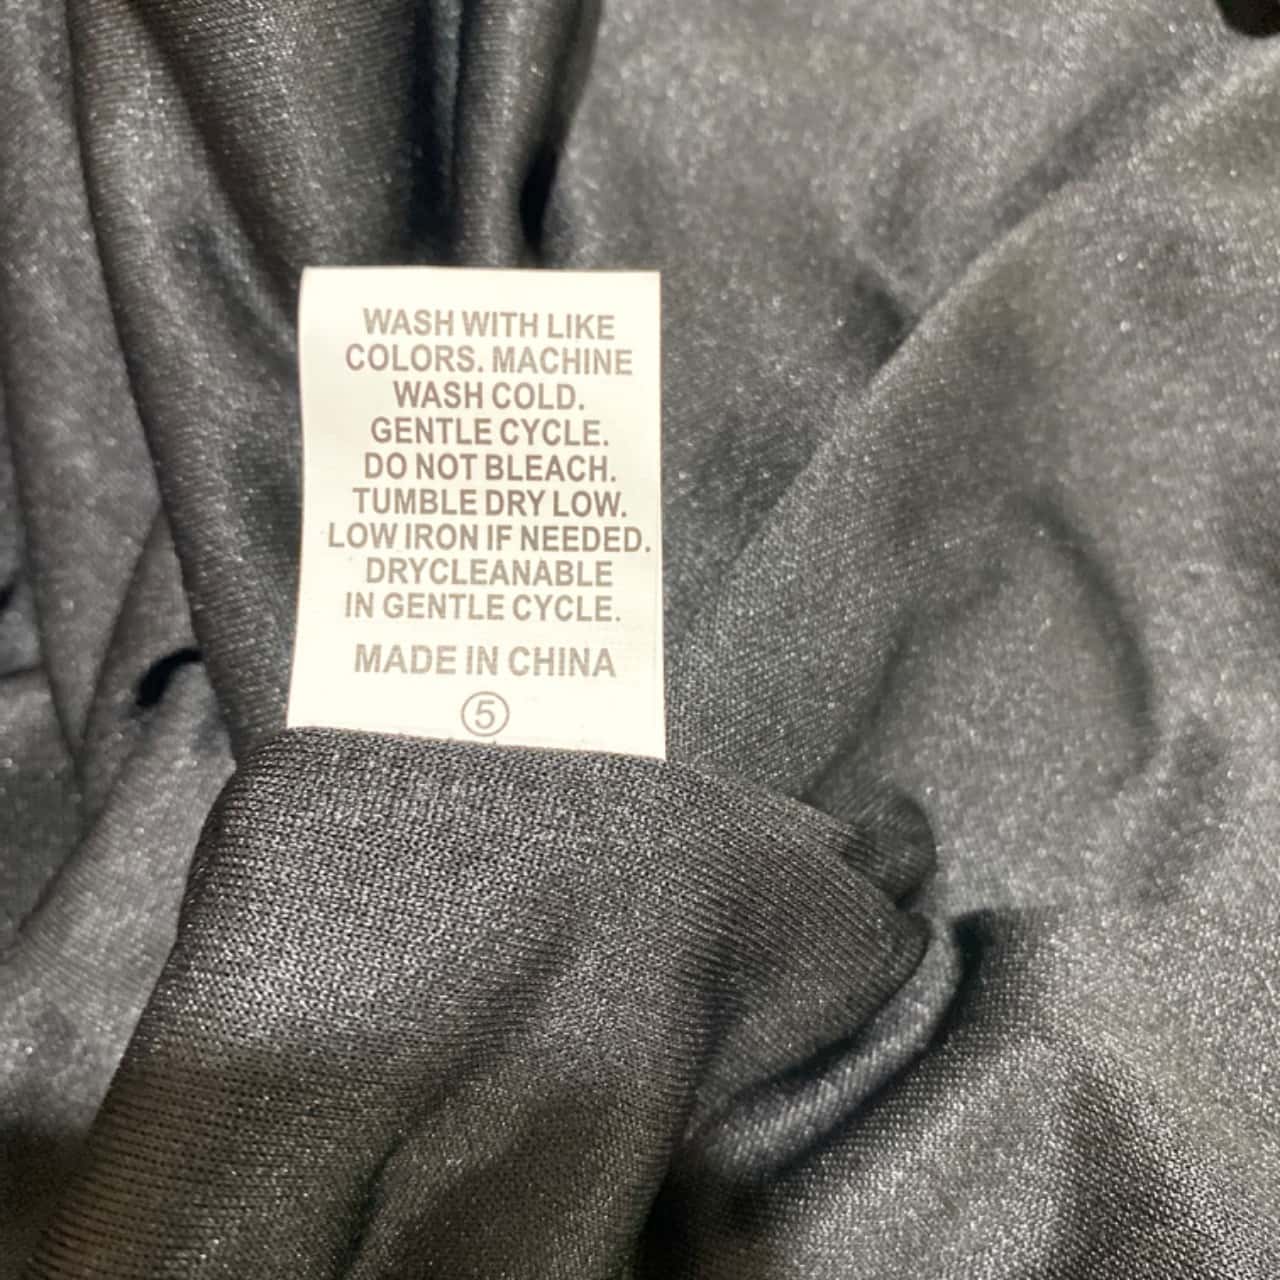 WASH WITH LIKE
COLORS. MACHINE
WASH COLD.
GENTLE CYCLE.
DO NOT BLEACH.
TUMBLE DRY LOW.
LOW IRON IF NEEDED.
DRYCLEANABLE
IN GENTLE CYCLE.
MADE IN CHINA
5